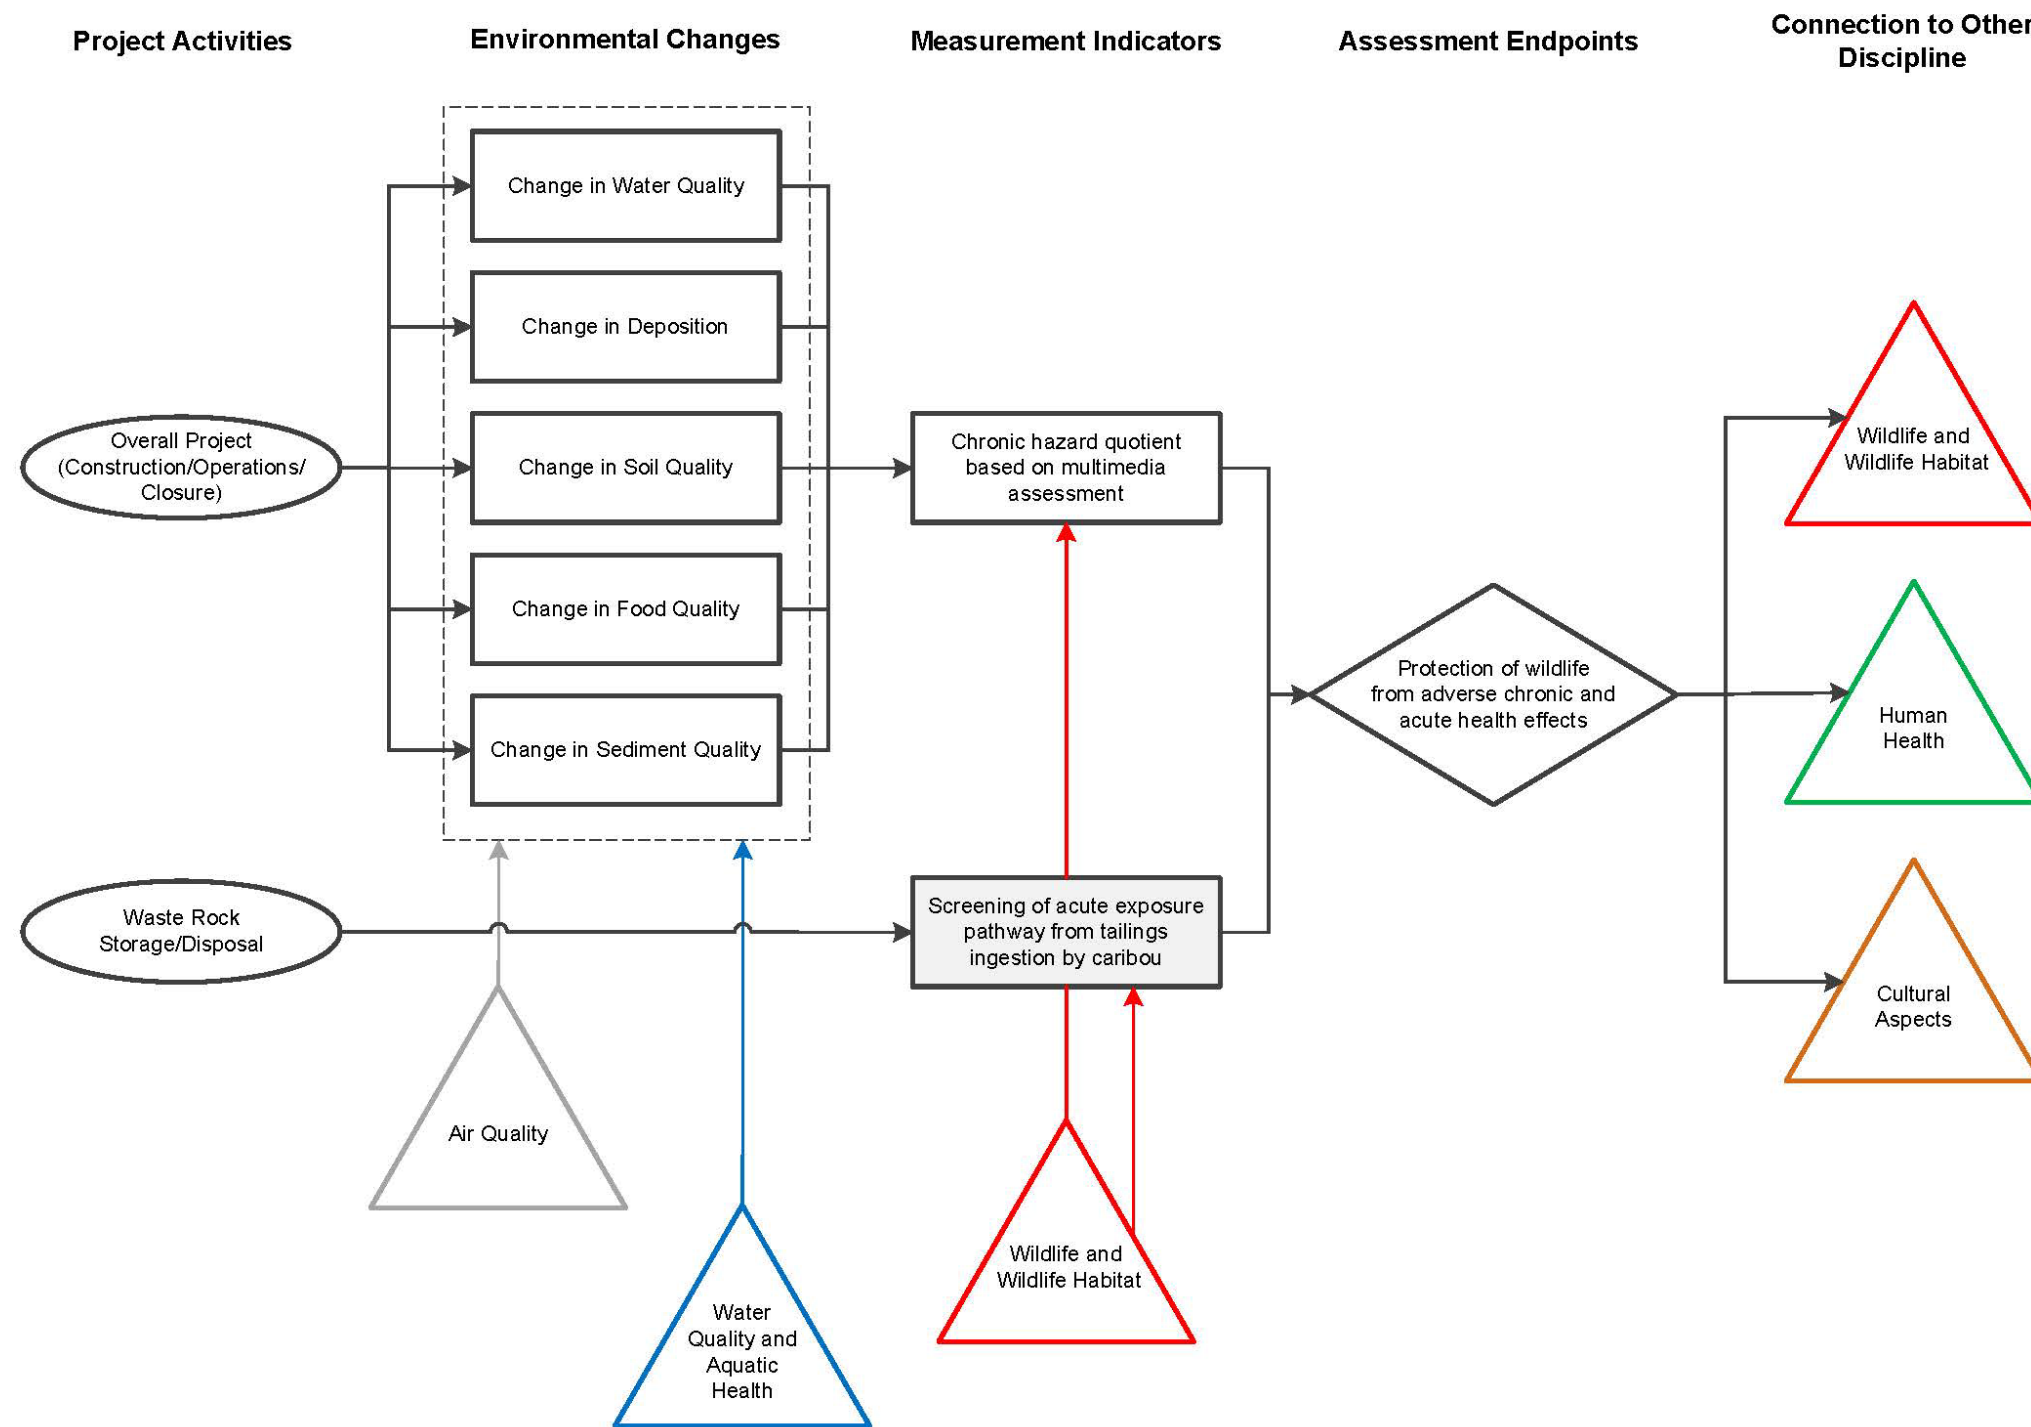 Project Activities
Environmental Changes
Measurement Indicators
Assessment Endpoints
Connection to Other
Discipline
Change in Water Quality
Change in Deposition
Change in Soil Quality
Change in Food Quality
Change in Sediment Quality
Overall Project
(Construction/Operations/
Closure)
Chronic hazard quotient
based on multimedia
assessment
Wildlife and
Wildlife Habitat
Protection of wildlife
from adverse chronic and
acute health effects
Human
Health
Waste Rock
Storage/Disposal
Screening of acute exposure
pathway from tailings
ingestion by caribou
Cultural
Aspects
Air Quality
Water
Quality and
Aquatic
Health
Wildlife and
Wildlife Habitat